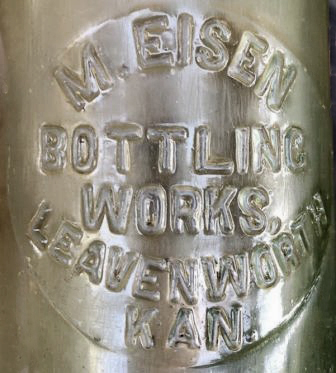 M. EISEN
BOTTLING
WORKS,
LEAVENWORTH
KAN.